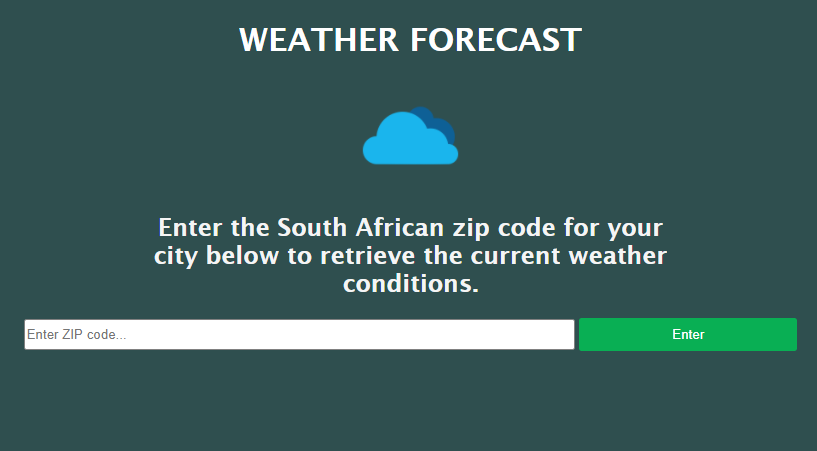 WEATHER FORECAST
Enter the South African zip code for your
city below to retrieve the current weather
conditions.
Enter ZIP code... Enter